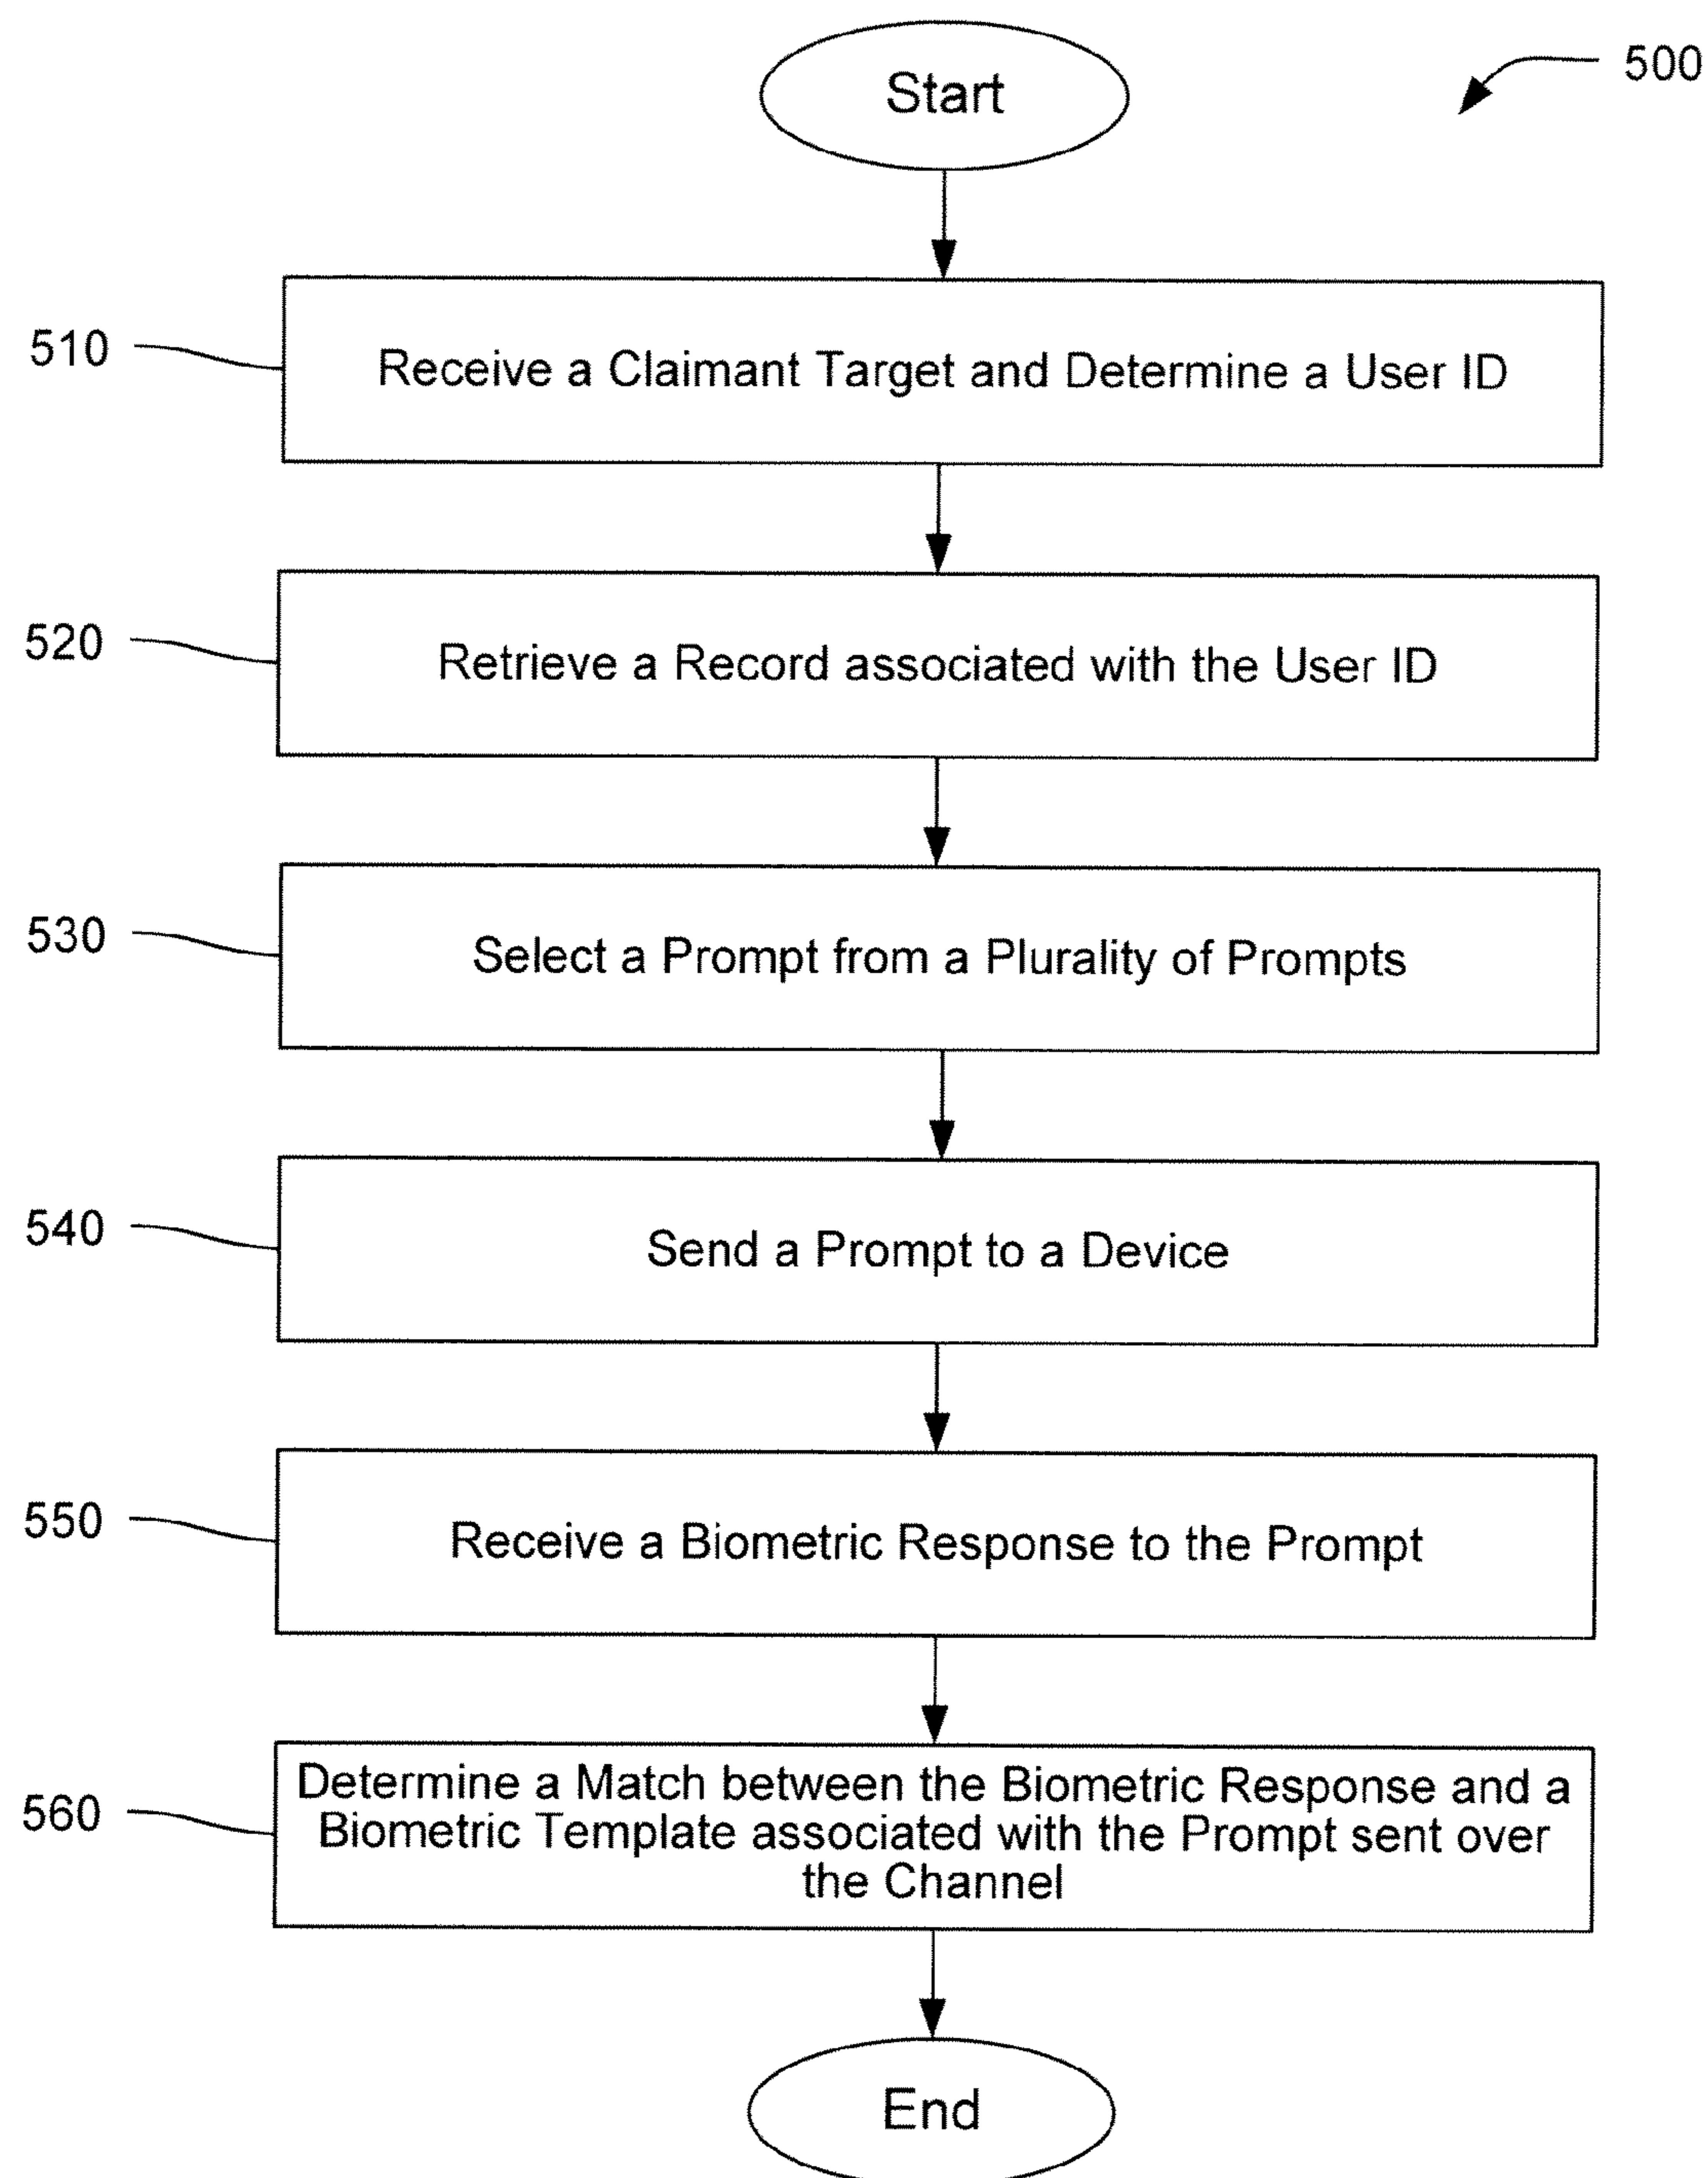 Start
500
510
Receive a Claimant Target and Determine a User ID
520
Retrieve a Record associated with the User ID
530
Select a Prompt from a Plurality of Prompts
540
Send a Prompt to a Device
550
Receive a Biometric Response to the Prompt
560
Determine a Match between the Biometric Response and a
Biometric Template associated with the Prompt sent over
the Channel
End